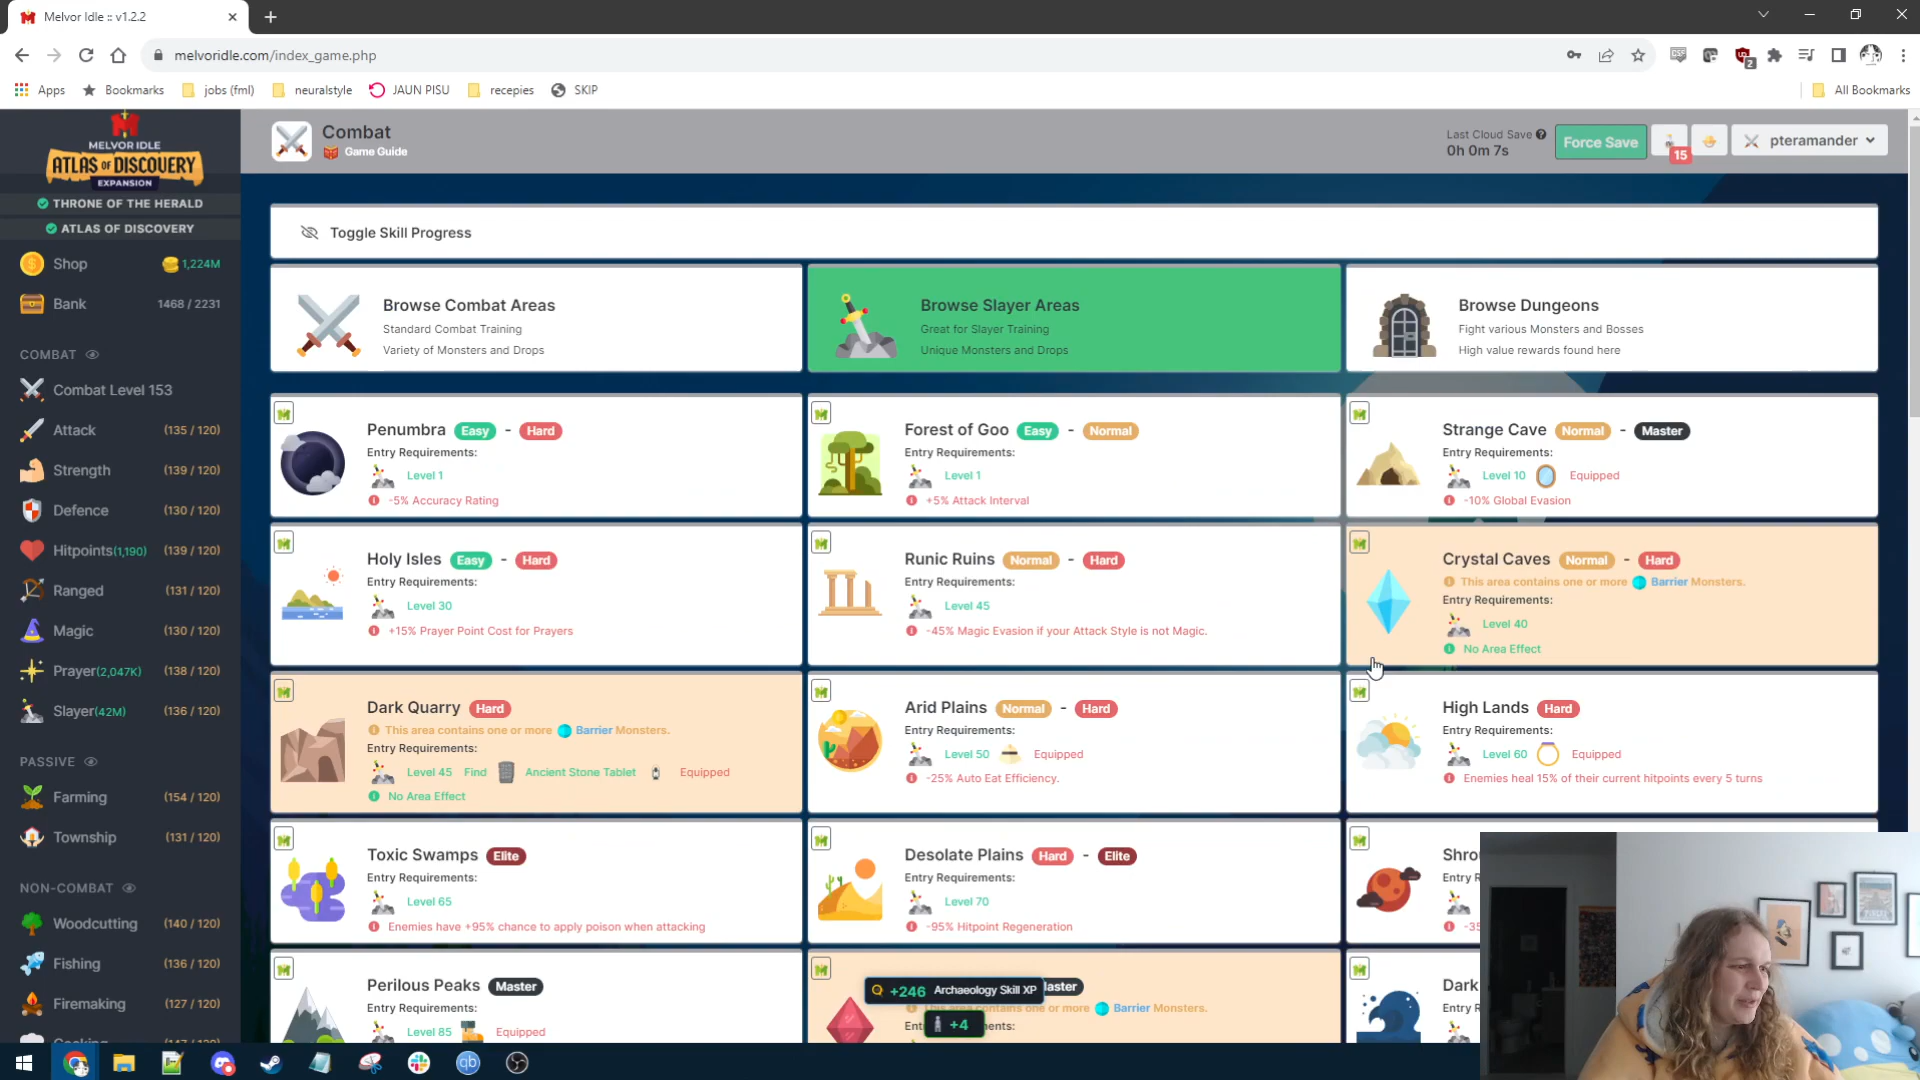 Melvor Idle :: v1.2.2
melvoridle.com/index_game.php
2
Apps
Bookmarks
jobs (fml)
neuralstyle
JAUN PISU
recepies
SKIP
All Bookmarks
MELVOR IDLE
ATLAS OF DISCOVERY
EXPANSION
THRONE OF THE HERALD
ATLAS OF DISCOVERY
Shop 1,224M
Bank 1468 / 2231
COMBAT
Combat Level 153
Attack (135 / 120)
Strength (139 / 120)
Defence (130 / 120)
Hitpoints(1,190) (139 / 120)
Ranged (131 / 120)
Magic (130 / 120)
Prayer(2,047K) (138 / 120)
Slayer(42M) (136 / 120)
PASSIVE
Farming (154 / 120)
Township (131 / 120)
NON-COMBAT
Woodcutting (140 / 120)
Fishing (136 / 120)
Firemaking (127 / 120)
Combat
Game Guide
Last Cloud Save
0h 0m 7s
Force Save
15
pteramander
Toggle Skill Progress
Browse Combat Areas
Standard Combat Training
Variety of Monsters and Drops
Browse Slayer Areas
Great for Slayer Training
Unique Monsters and Drops
Browse Dungeons
Fight various Monsters and Bosses
High value rewards found here
Penumbra Easy - Hard
Entry Requirements:
Level 1
-5% Accuracy Rating
Forest of Goo Easy - Normal
Entry Requirements:
Level 1
+5% Attack Interval
Strange Cave Normal - Master
Entry Requirements:
Level 10 Equipped
-10% Global Evasion
Holy Isles Easy - Hard
Entry Requirements:
Level 30
+15% Prayer Point Cost for Prayers
Runic Ruins Normal - Hard
Entry Requirements:
Level 45
-45% Magic Evasion if your Attack Style is not Magic.
Crystal Caves Normal - Hard
This area contains one or more Barrier Monsters.
Entry Requirements:
Level 40
No Area Effect
Dark Quarry Hard
This area contains one or more Barrier Monsters.
Entry Requirements:
Level 45 Find Ancient Stone Tablet Equipped
No Area Effect
Arid Plains Normal - Hard
Entry Requirements:
Level 50 Equipped
-25% Auto Eat Efficiency.
High Lands Hard
Entry Requirements:
Level 60 Equipped
Enemies heal 15% of their current hitpoints every 5 turns
Toxic Swamps Elite
Entry Requirements:
Level 65
Enemies have +95% chance to apply poison when attacking
Desolate Plains Hard - Elite
Entry Requirements:
Level 70
-95% Hitpoint Regeneration
Shro
Entry R
L
-35
Perilous Peaks Master
Entry Requirements:
Level 85 Equipped
+246 Archaeology Skill XP
+4
laster
contains one or more Barrier Monsters.
Ent ents:
Dark
Entry R